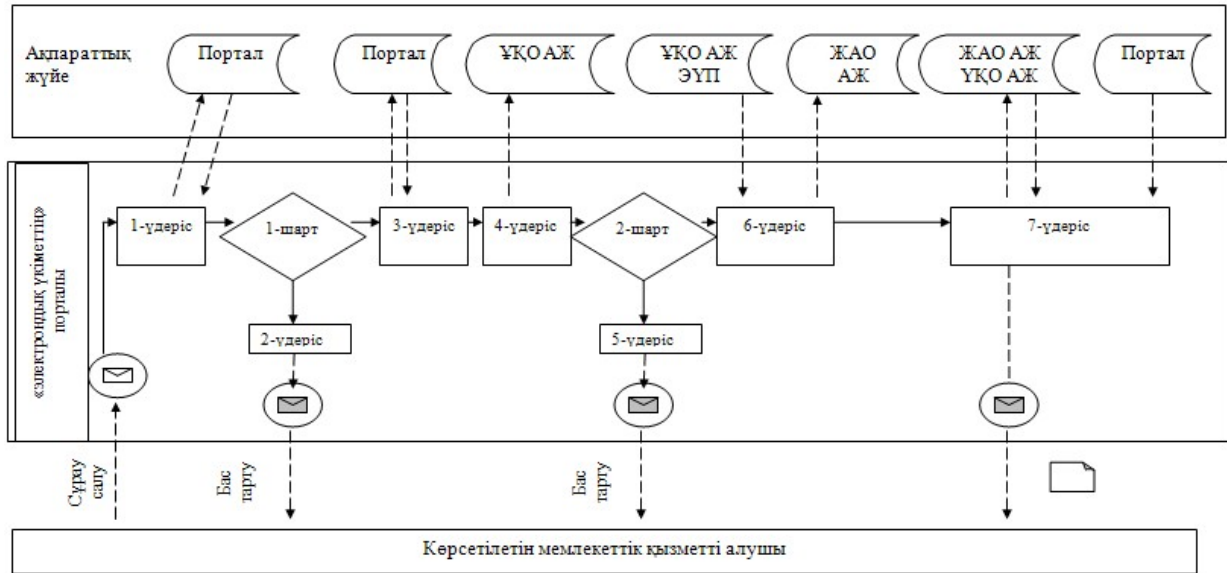 Ақпараттық
жүйе
Портал
Портал
ҰҚО АЖ
ҰҚО АЖ
ЭҮП
ЖАО
АЖ
ЖАО АЖ
ҮҚО АЖ
Портал
«электрондық үкіметтің»
порталы
1-үдеріс
1-шарт
3-үдеріс
4-үдеріс
2-шарт
6-үдеріс
7-үдеріс
2-үдеріс
5-үдеріс
Сұрау
салу
Бас
тарту
Бас
тарту
Көрсетілетін мемлекеттік қызметті алушы